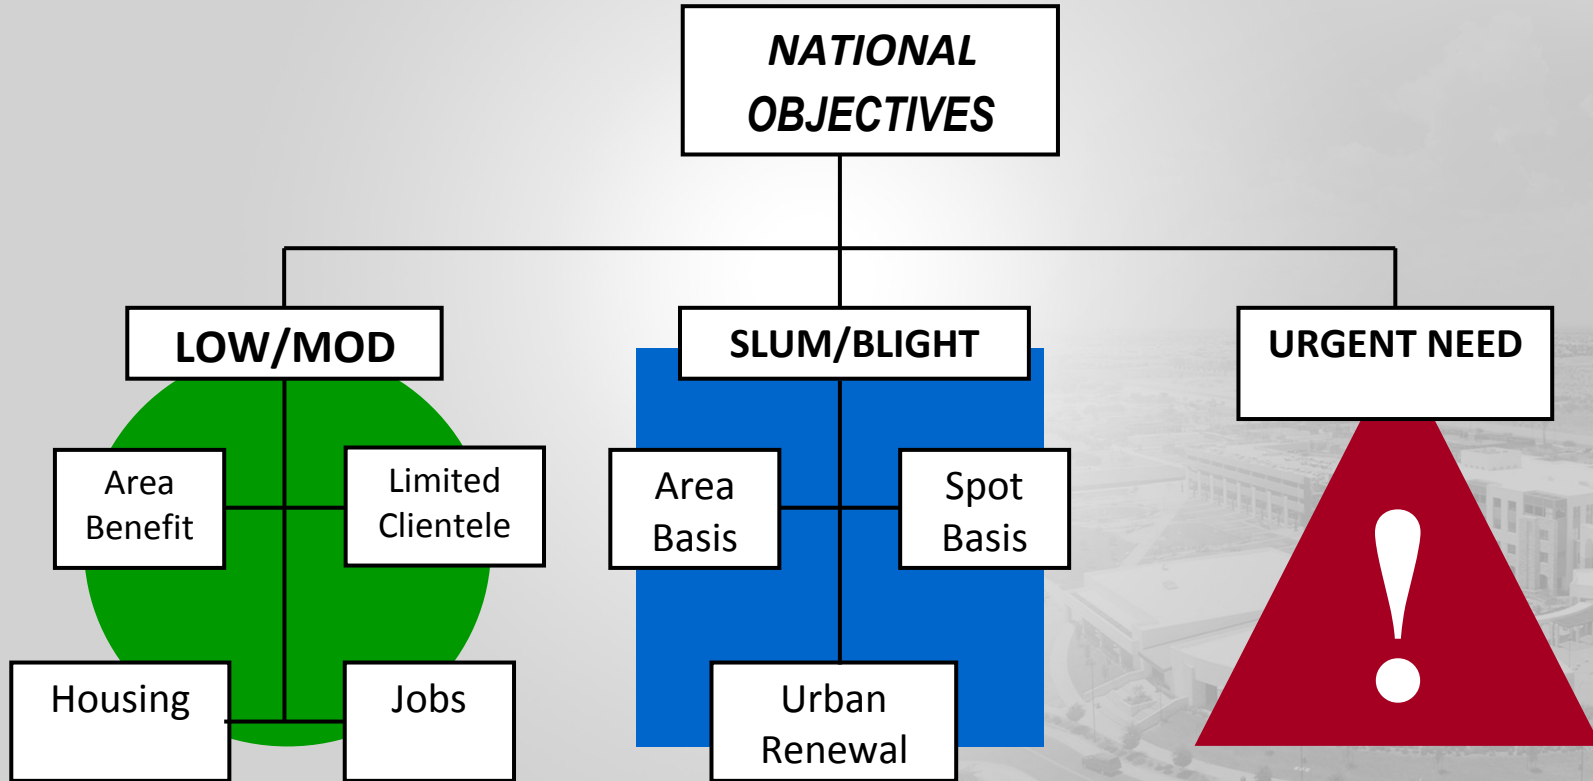 NATIONAL
OBJECTIVES
LOW/MOD
SLUM/BLIGHT
URGENT NEED
Area
Benefit
Limited
Clientele
Area
Basis
Spot
Basis
!
Housing
Jobs
Urban
Renewal